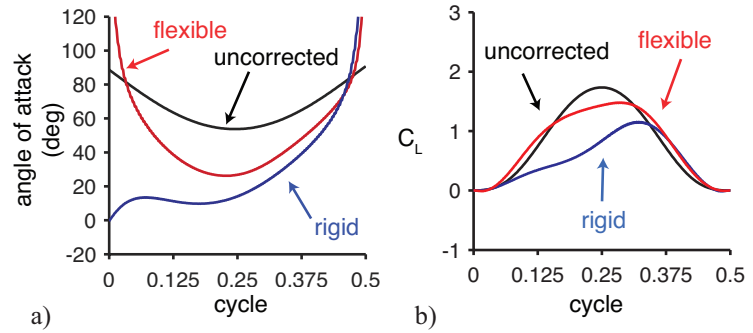 120
100
80
60
40
20
0
-20
angle of attack
(deg)
flexible
uncorrected
rigid
0 0.125 0.25 0.375 0.5
cycle
a)
3
2
1
0
-1
C_L
uncorrected
flexible
rigid
0 0.125 0.25 0.375 0.5
cycle
b)